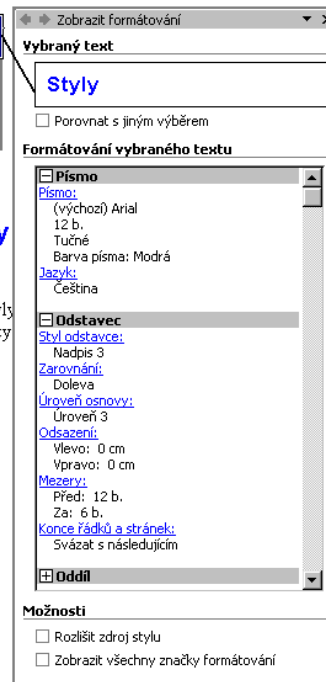 Zobrazit formátování
Vybraný text
Styly
Porovnat s jiným výběrem
Formátování vybraného textu
Písmo
Písmo:
(výchozí) Arial
12 b.
Tučné
Barva písma: Modrá
Jazyk:
Čeština
Odstavec
Styl odstavce:
Nadpis 3
Zarovnání:
Doleva
Úroveň osnovy:
Úroveň 3
Odsazení:
Vlevo: 0 cm
Vpravo: 0 cm
Mezery:
Před: 12 b.
Za: 6 b.
Konce řádků a stránek:
Svázat s následujícím
Oddíl
Možnosti
Rozlišit zdroj stylu
Zobrazit všechny značky formátování